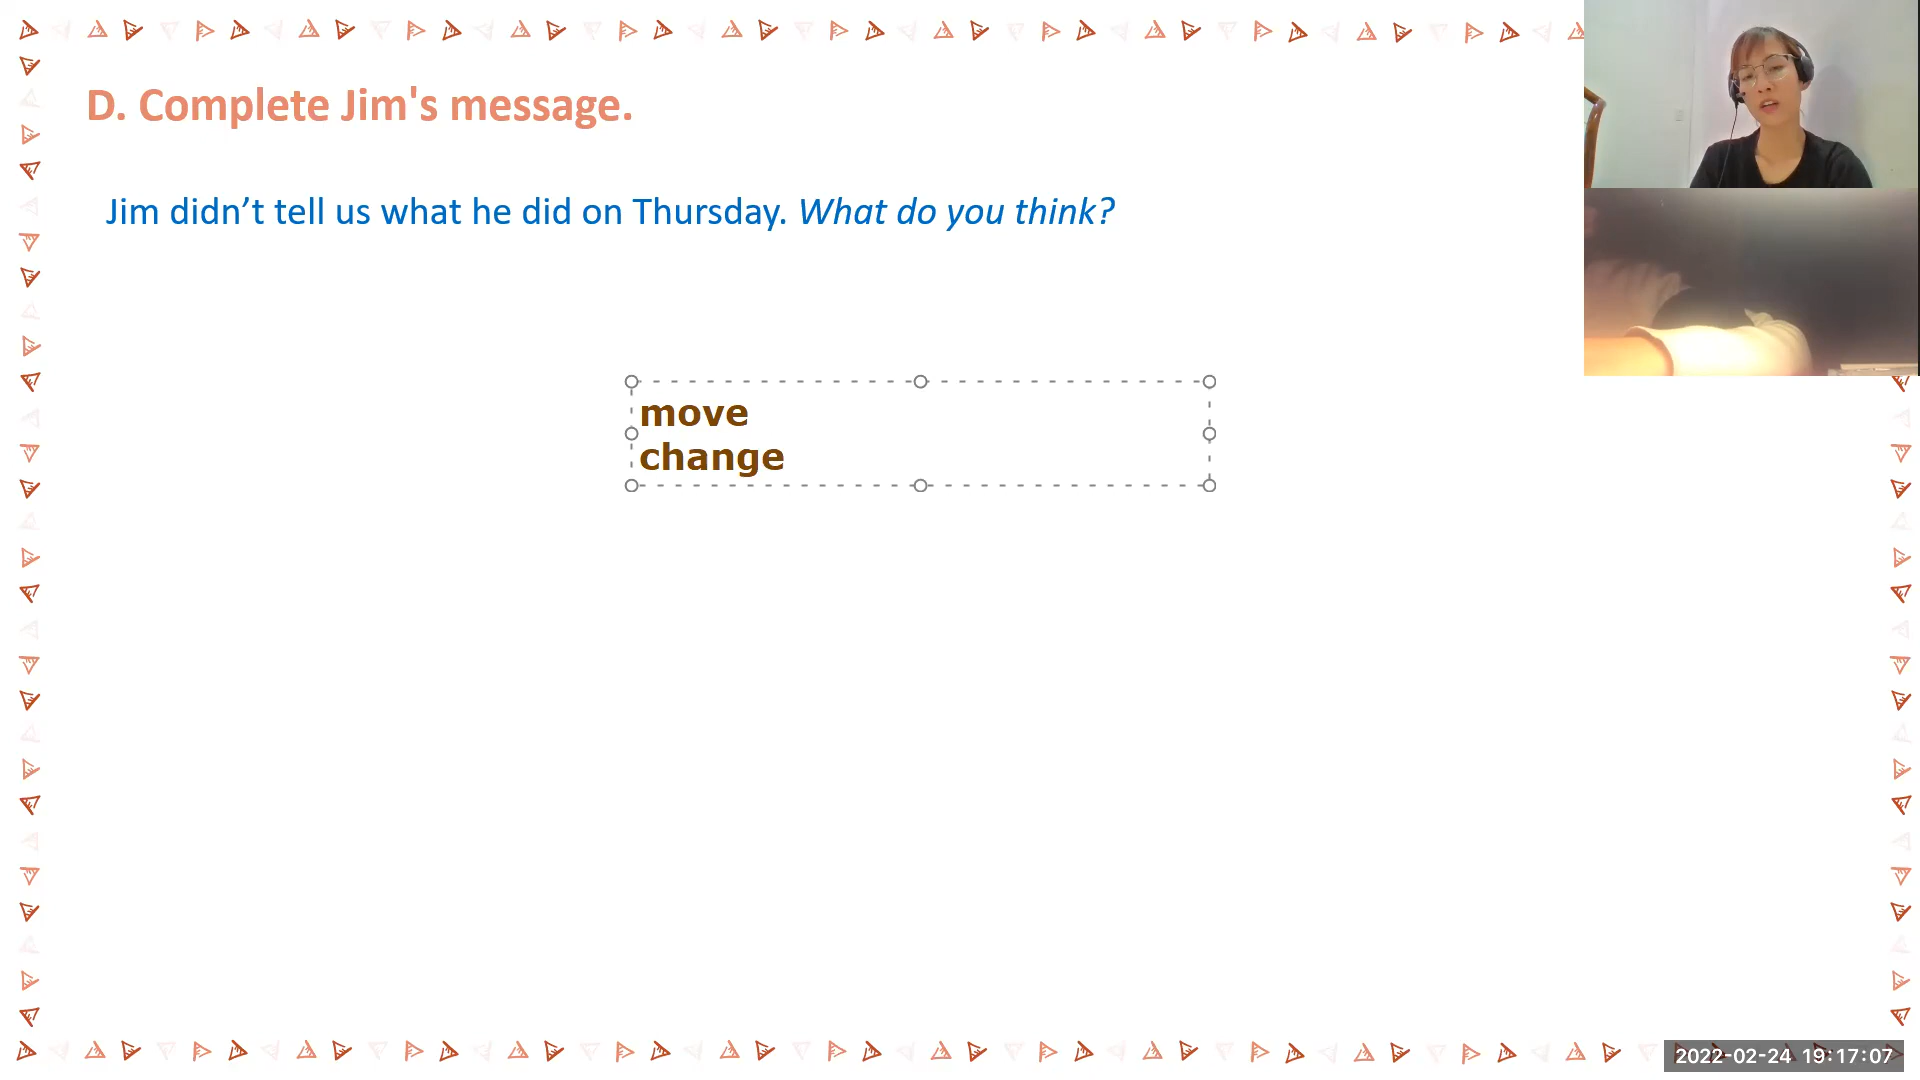 D. Complete Jim's message.
Jim didn’t tell us what he did on Thursday. What do you think?
move
change
2022-02-24 19:17:07